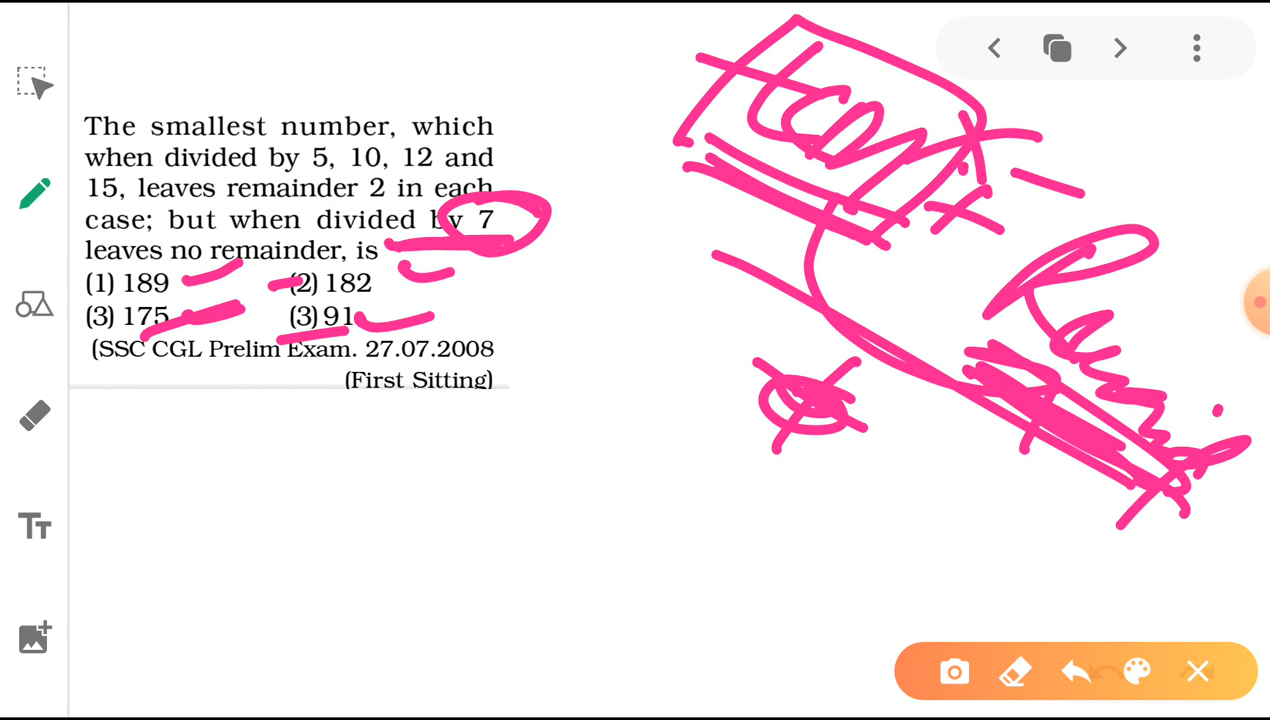 The smallest number, which
when divided by 5, 10, 12 and
15, leaves remainder 2 in each
case; but when divided by 7
leaves no remainder, is
(1) 189 (2) 182
(3) 175 (3) 91
(SSC CGL Prelim Exam. 27.07.2008
(First Sitting)
Tt